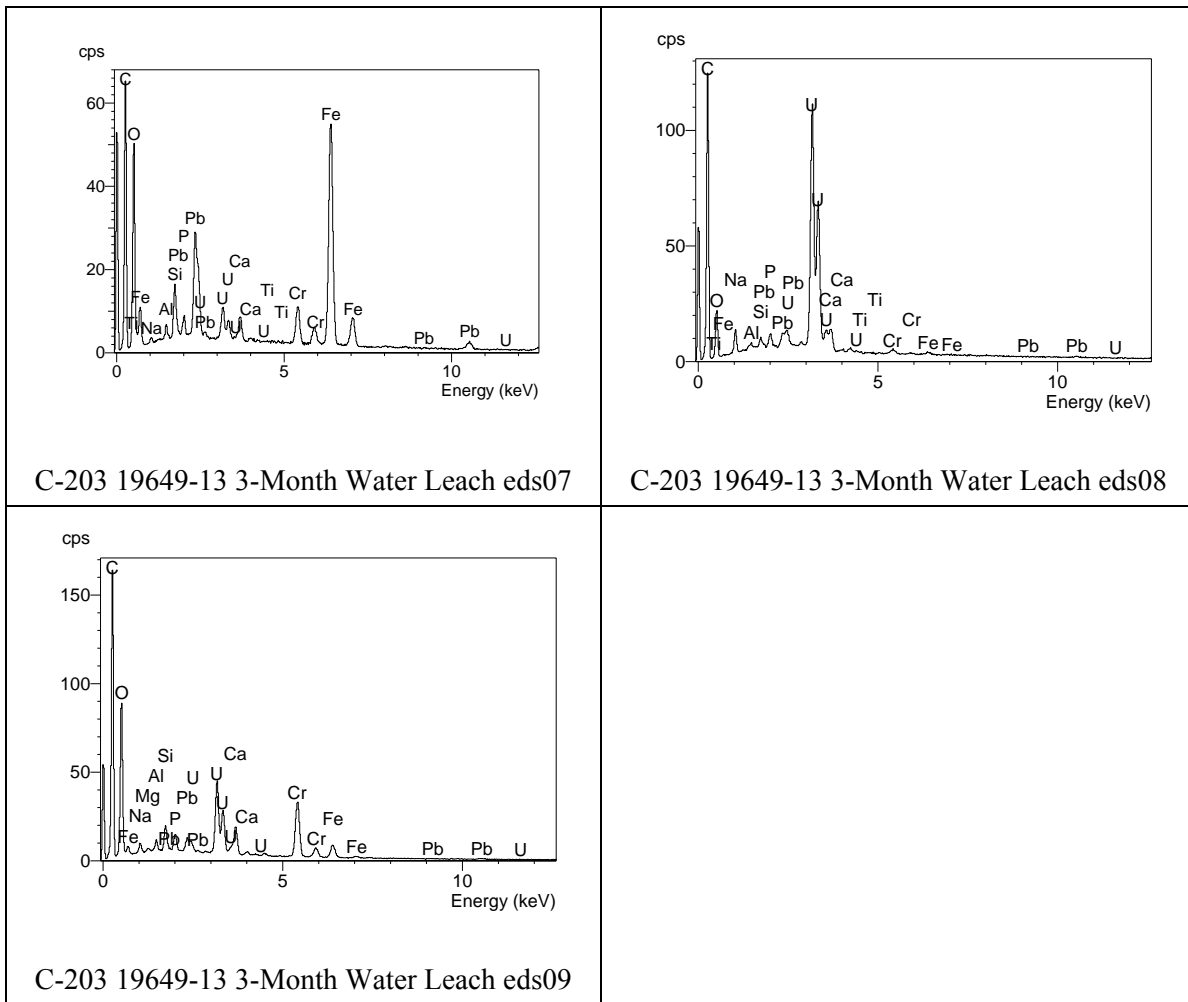 cps
60
40
20
0
C
O
Fe
Ti
Na
Al
Si
Pb
P
Pb
U
Pb
U
U
Ca
U
Ca
U
Ti
Ti
Cr
Cr
Fe
Fe
Pb
Pb
U
0 5 10
Energy (keV)
C-203 19649-13 3-Month Water Leach eds07
cps
100
50
0
C
O
Fe
Ti
Na
Al
Si
Pb
P
Pb
U
Pb
U
U
Ca
Ca
U
Ti
Ti
U
Cr
Cr
Fe Fe
Pb Pb U
0 5 10
Energy (keV)
C-203 19649-13 3-Month Water Leach eds08
cps
150
100
50
0
C
O
Fe
Na
Mg
Al
Si
Pb
P
Pb
U
Pb
U
U
Ca
U
Ca
U
Cr
Cr
Fe
Fe
Pb Pb U
0 5 10
Energy (keV)
C-203 19649-13 3-Month Water Leach eds09